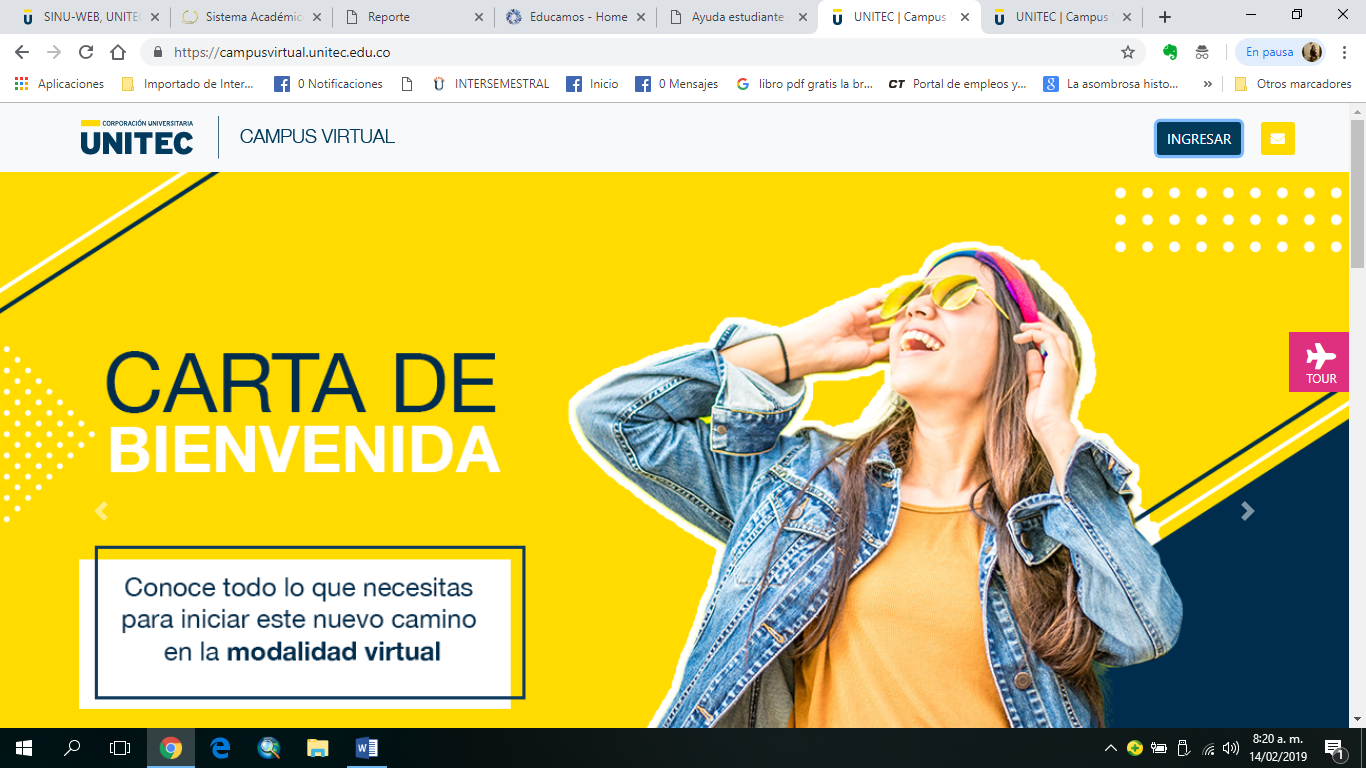 SINU-WEB, UNITEC
Sistema Académic
Reporte
Educamos - Home
Ayuda estudiante
UNITEC | Campus
UNITEC | Campus
https://campusvirtual.unitec.edu.co
En pausa
Aplicaciones
Importado de Inter...
0 Notificaciones
INTERSEMESTRAL
Inicio
0 Mensajes
libro pdf gratis la br...
CT
Portal de empleos y...
La asombrosa histo...
»
Otros marcadores
CORPORACIÓN UNIVERSITARIA
UNITEC
CAMPUS VIRTUAL
INGRESAR
CARTA DE
BIENVENIDA
TOUR
Conoce todo lo que necesitas
para iniciar este nuevo camino
en la modalidad virtual
8:20 a. m.
14/02/2019
1